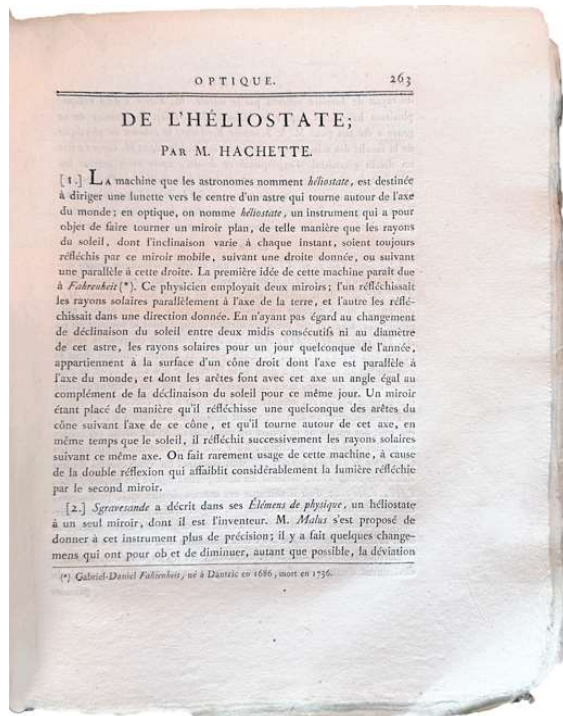 OPTIQUE. 263
DE L'HÉLIOSTATE;
PAR M. HACHETTE.
[1.] LA machine que les astronomes nomment héliostate, est destinée
à diriger une lunette vers le centre d'un astre qui tourne autour de l'axe
du monde; en optique, on nomme héliostate, un instrument qui a pour
objet de faire tourner un miroir plan, de telle manière que les rayons
du soleil, dont l'inclinaison varie à chaque instant, soient toujours
réfléchis par ce miroir mobile, suivant une droite donnée, ou suivant
une parallèle à cette droite. La première idée de cette machine paraît due
à Fahrenheit (*). Ce physicien employait deux miroirs; l'un réfléchissait
les rayons solaires parallèlement à l'axe de la terre, et l'autre les réflé-
chissait dans une direction donnée. En n'ayant pas égard au changement
de déclinaison du soleil entre deux midis consécutifs ni au diamètre
de cet astre, les rayons solaires pour un jour quelconque de l'année,
appartiennent à la surface d'un cône droit dont l'axe est parallèle à
l'axe du monde, et dont les arêtes font avec cet axe un angle égal au
complément de la déclinaison du soleil pour ce même jour. Un miroir
étant placé de manière qu'il réfléchisse une quelconque des arêtes du
cône suivant l'axe de ce cône, et qu'il tourne autour de cet axe, en
même temps que le soleil, il réfléchit successivement les rayons solaires
suivant ce même axe. On fait rarement usage de cette machine, à cause
de la double réflexion qui affaiblit considérablement la lumière réfléchie
par le second miroir.
[2.] Sgravesande a décrit dans ses Élémens de physique, un héliostate
à un seul miroir, dont il est l'inventeur. M. Malus s'est proposé de
donner à cet instrument plus de précision; il y a fait quelques change-
mens qui ont pour ob et de diminuer, autant que possible, la déviation
(*) Gabriel-Daniel Fahrenheit, né à Dantzic en 1686, mort en 1736.